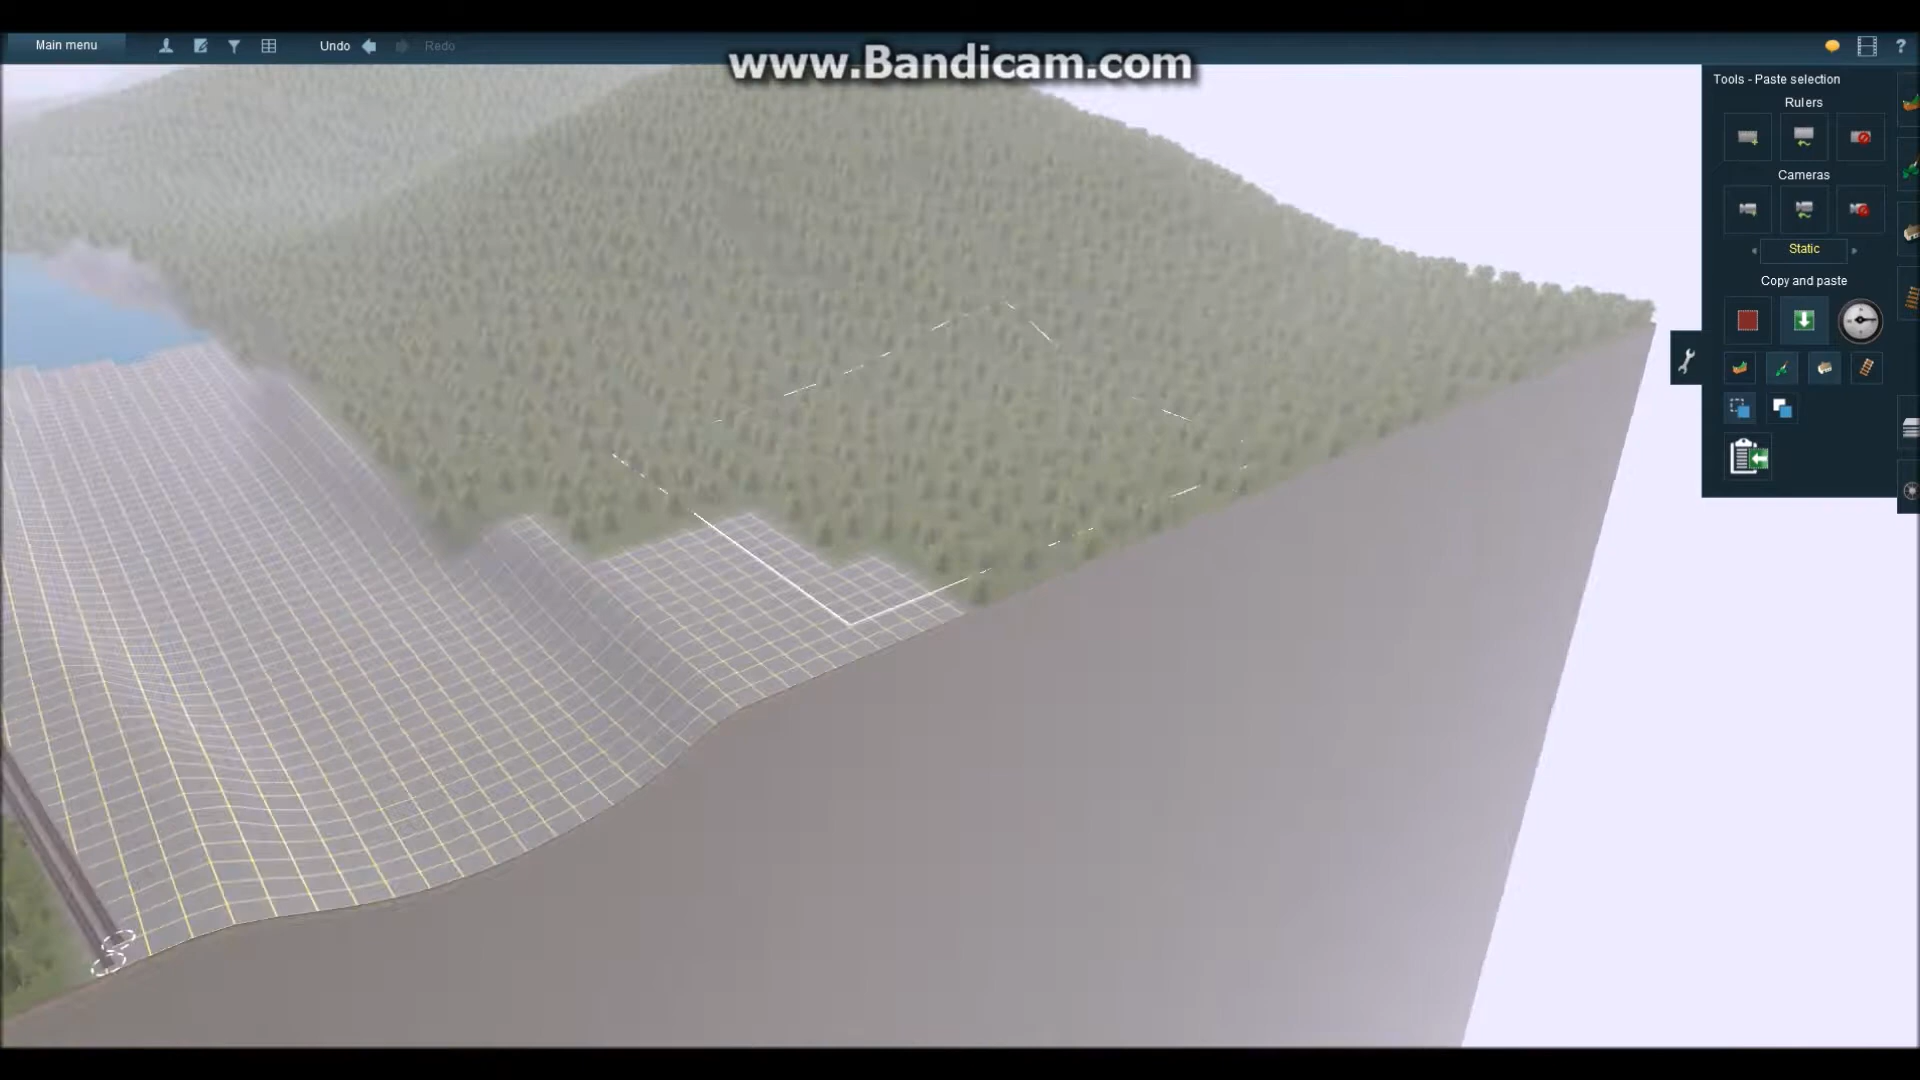 Main menu
Undo
Redo
www.Bandicam.com
?
Tools - Paste selection
Rulers
Cameras
Static
Copy and paste